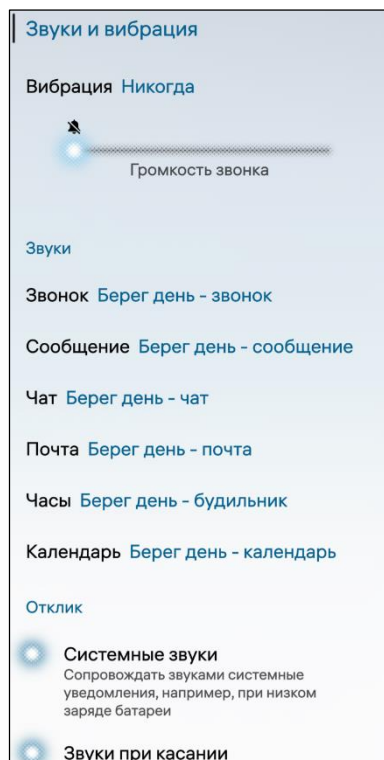 Звуки и вибрация
Вибрация Никогда
Громкость звонка
Звуки
Звонок Берег день - звонок
Сообщение Берег день - сообщение
Чат Берег день - чат
Почта Берег день - почта
Часы Берег день - будильник
Календарь Берег день - календарь
Отклик
Системные звуки
Сопровождать звуками системные
уведомления, например, при низком
заряде батареи
Звуки при касании